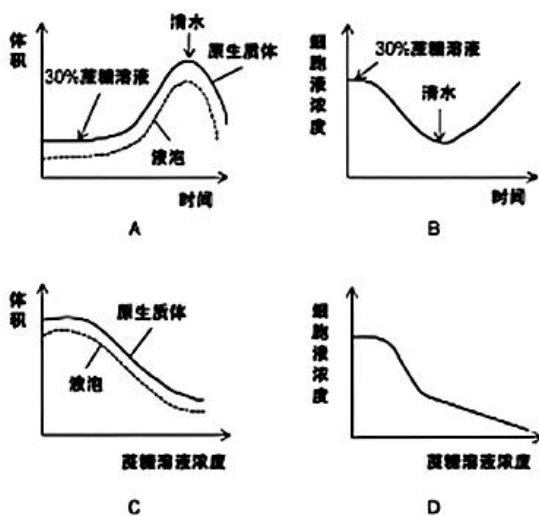 体积
清水
原生质体
30%蔗糖溶液
液泡
时间
A
细胞液浓度
30%蔗糖溶液
清水
时间
B
体积
原生质体
液泡
蔗糖溶液浓度
C
细胞液浓度
蔗糖溶液浓度
D